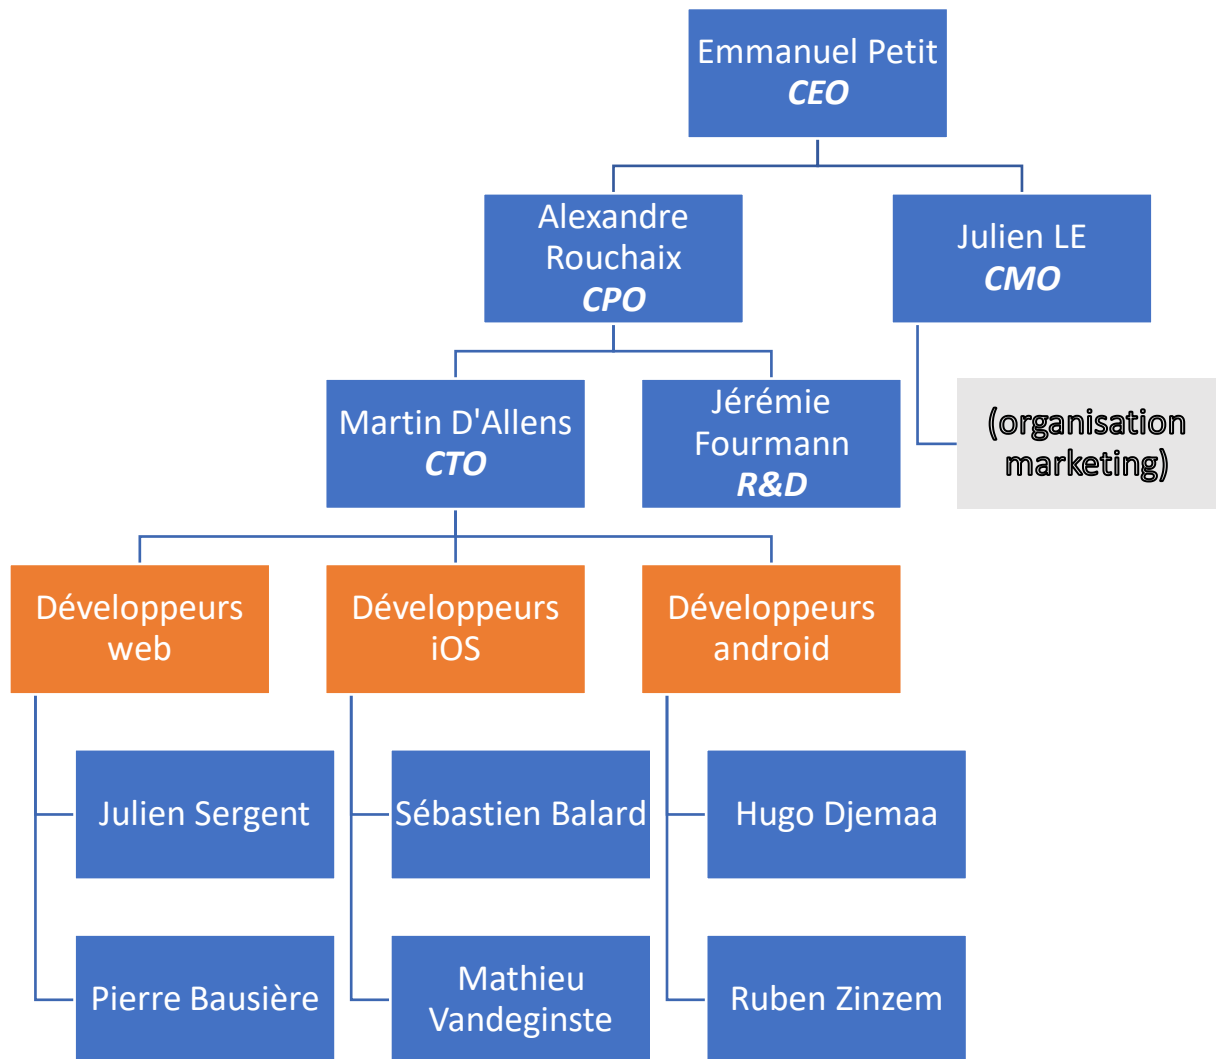 Emmanuel Petit
CEO
Alexandre
Rouchaix
CPO
Julien LE
CMO
Martin D'Allens
CTO
Jérémie
Fourmann
R&D
(organisation
marketing)
Développeurs
web
Développeurs
iOS
Développeurs
android
Julien Sergent
Sébastien Balard
Hugo Djemaa
Pierre Bausière
Mathieu
Vandeginste
Ruben Zinzem